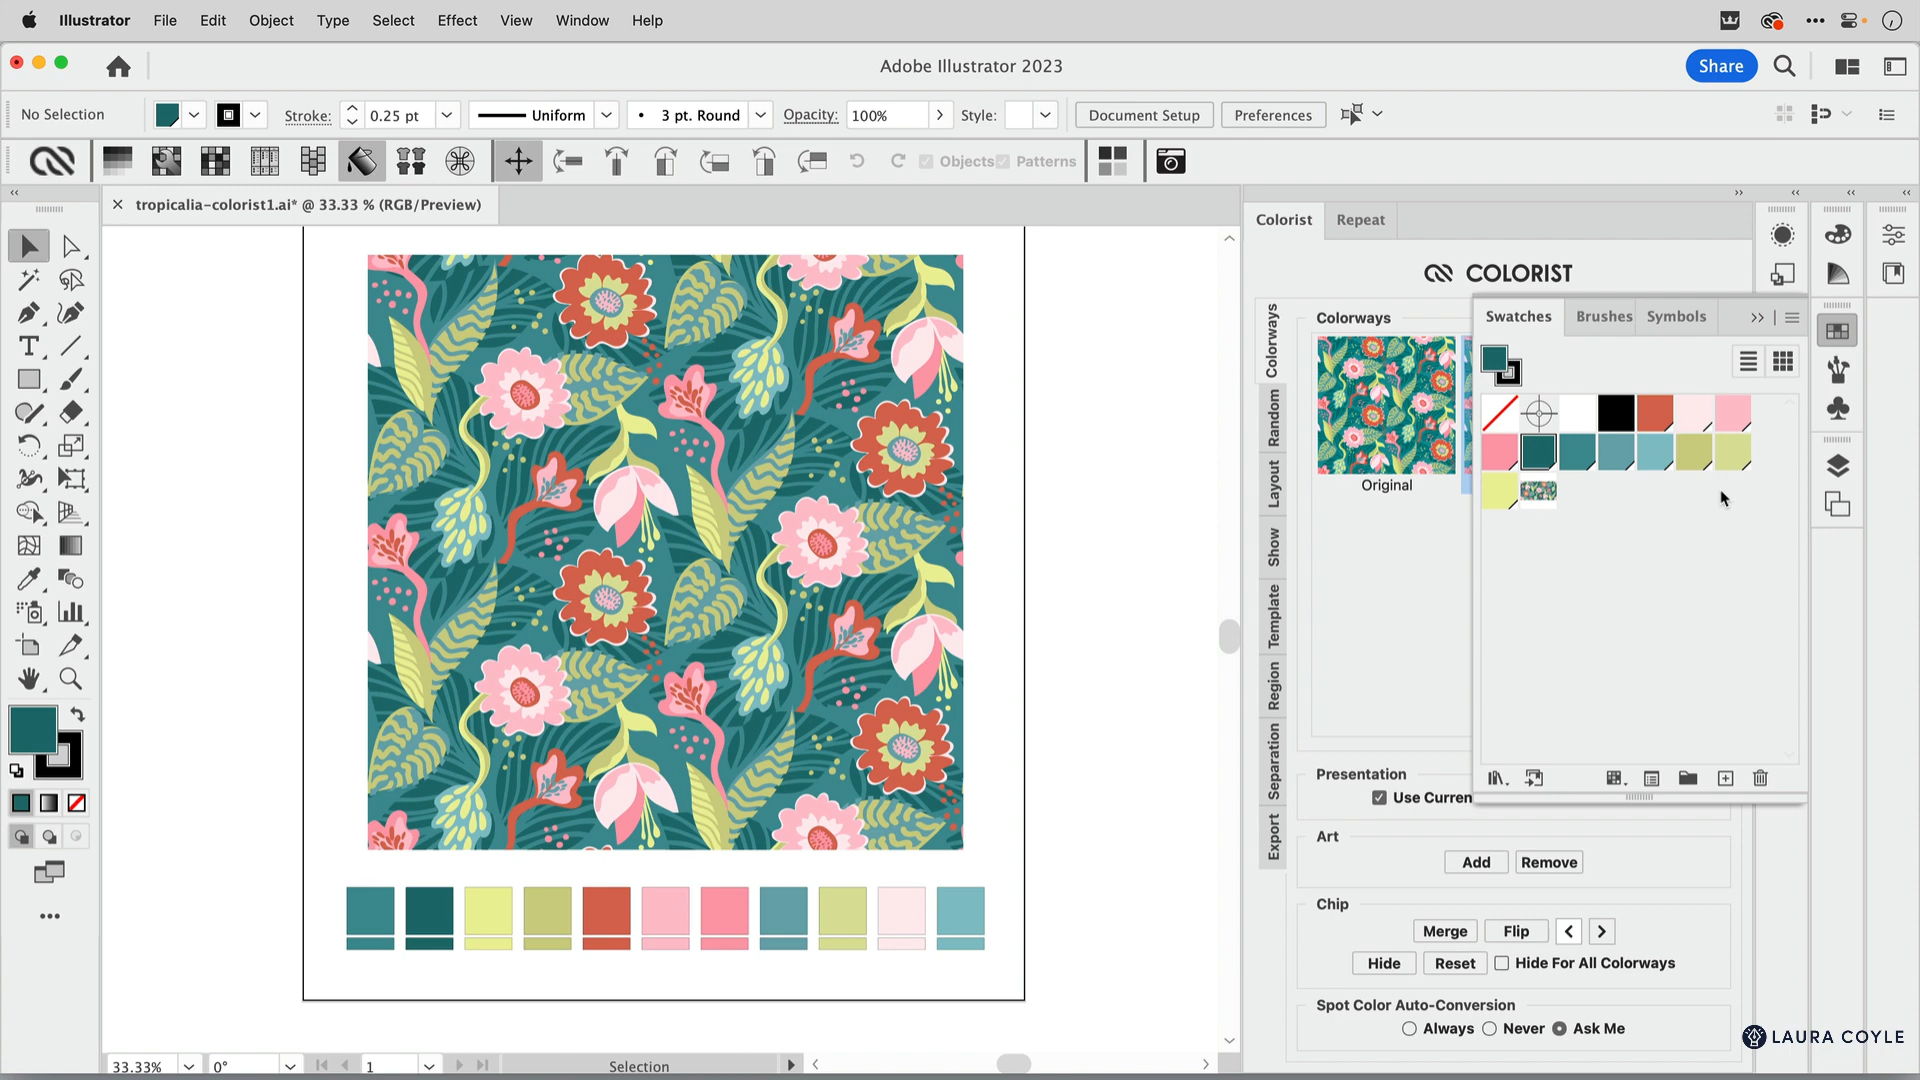 Illustrator File Edit Object Type Select Effect View Window Help
Adobe Illustrator 2023
Share
No Selection
Stroke:
0.25 pt
Uniform
3 pt. Round
Opacity:
100%
Style:
Document Setup
Preferences
Objects
Patterns
tropicalia-colorist1.ai* @ 33.33 % (RGB/Preview)
Colorist
Repeat
COLORIST
Colorways
Random
Layout
Show
Template
Region
Separation
Export
Colorways
Original
Swatches
Brushes
Symbols
Presentation
Use Curren
Art
Add
Remove
Chip
Merge
Flip
Hide
Reset
Hide For All Colorways
Spot Color Auto-Conversion
Always
Never
Ask Me
LAURA COYLE
33.33%
0°
1
Selection